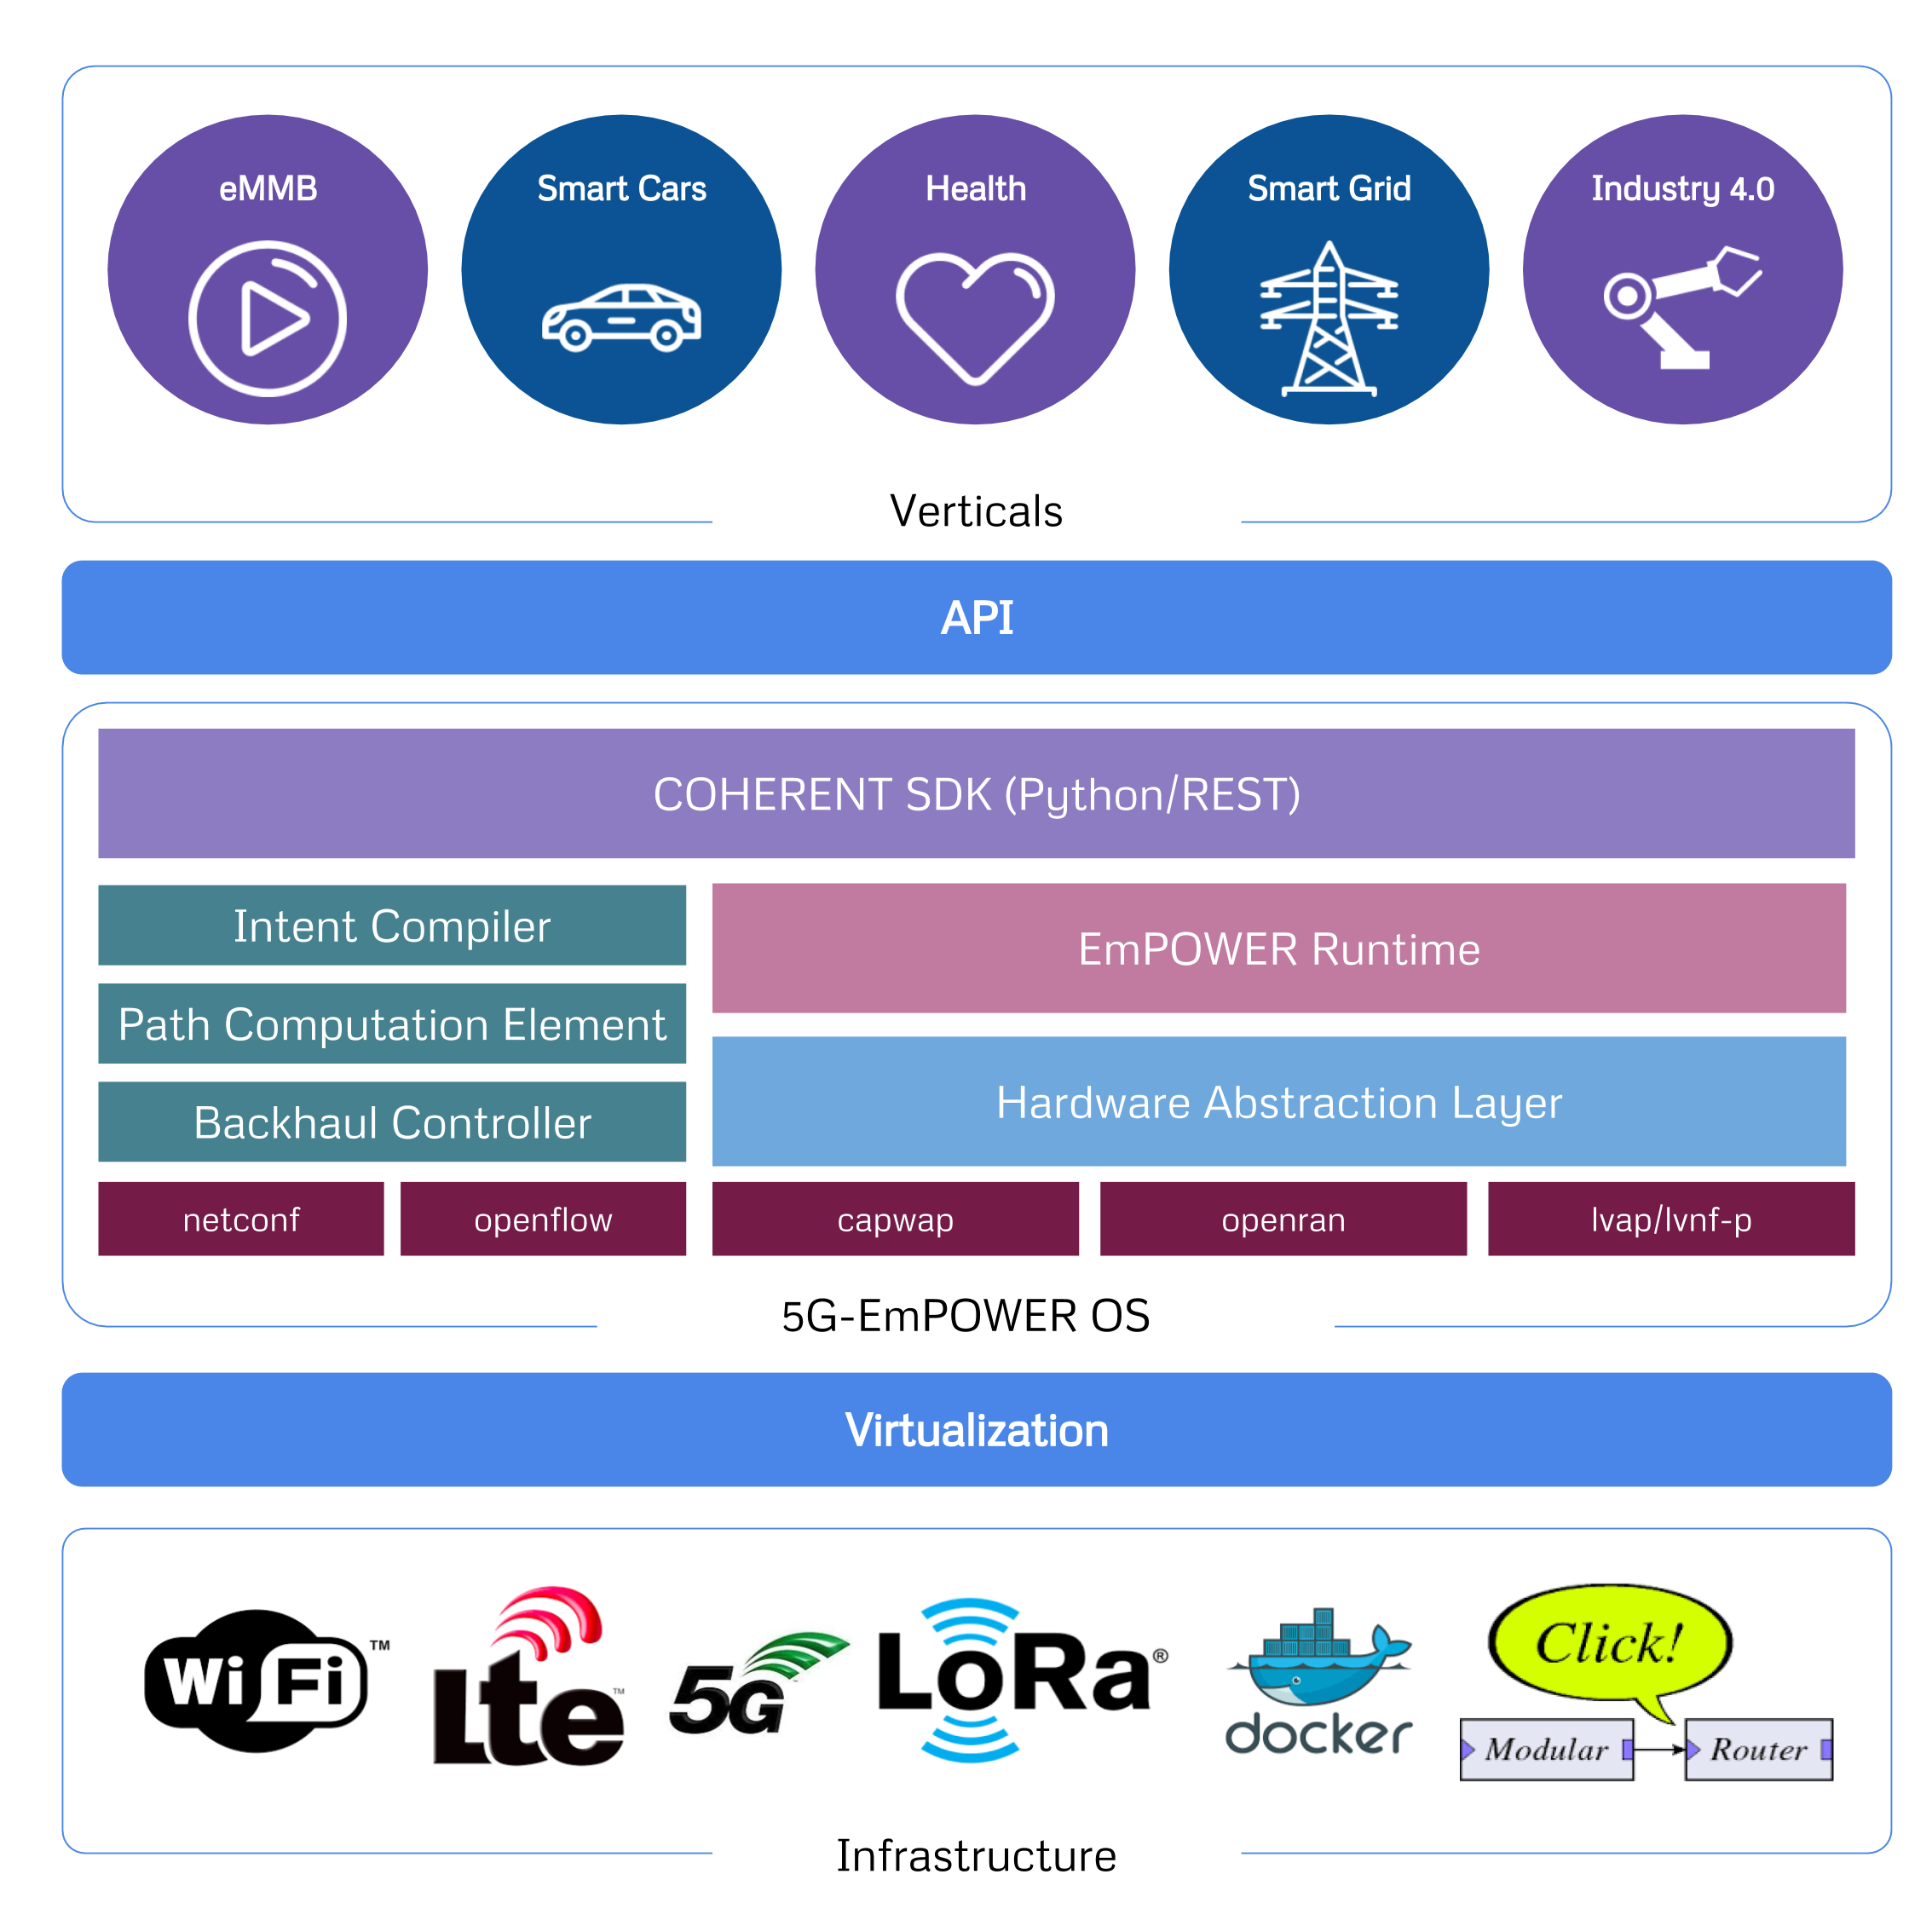 eMMB
Smart Cars
Health
Smart Grid
Industry 4.0
Verticals
API
COHERENT SDK (Python/REST)
Intent Compiler
EmPOWER Runtime
Path Computation Element
Hardware Abstraction Layer
Backhaul Controller
netconf
openflow
capwap
openran
lvap/lvnf-p
5G-EmPOWER OS
Virtualization
Wi Fi ™
Lte ™
5G
LoRa ®
docker
Click!
Modular
Router
Infrastructure